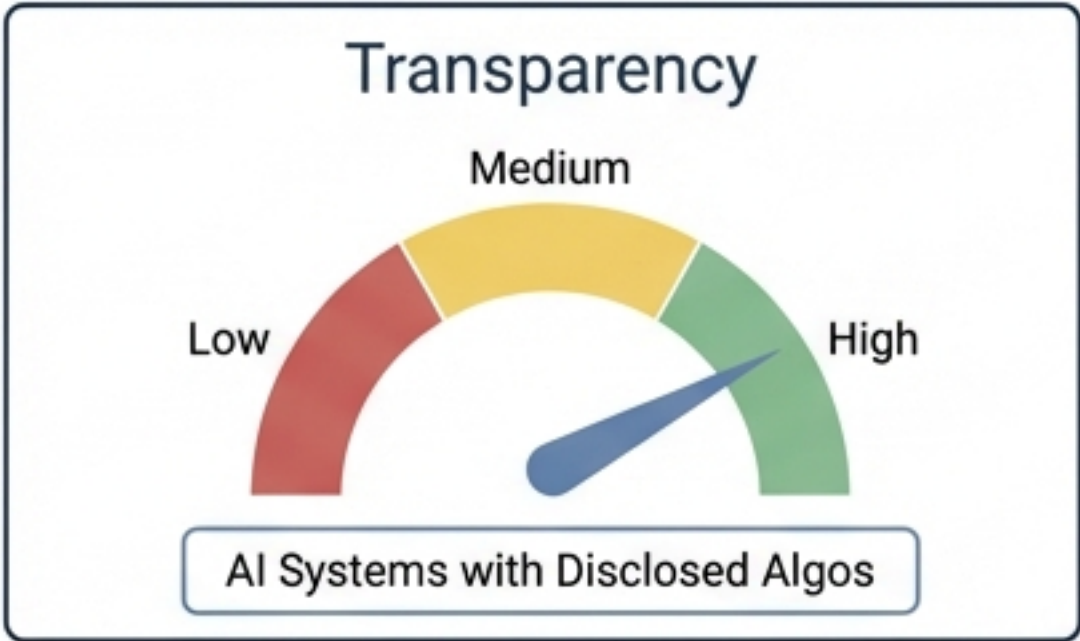 Transparency
Medium
Low
High
AI Systems with Disclosed Algos